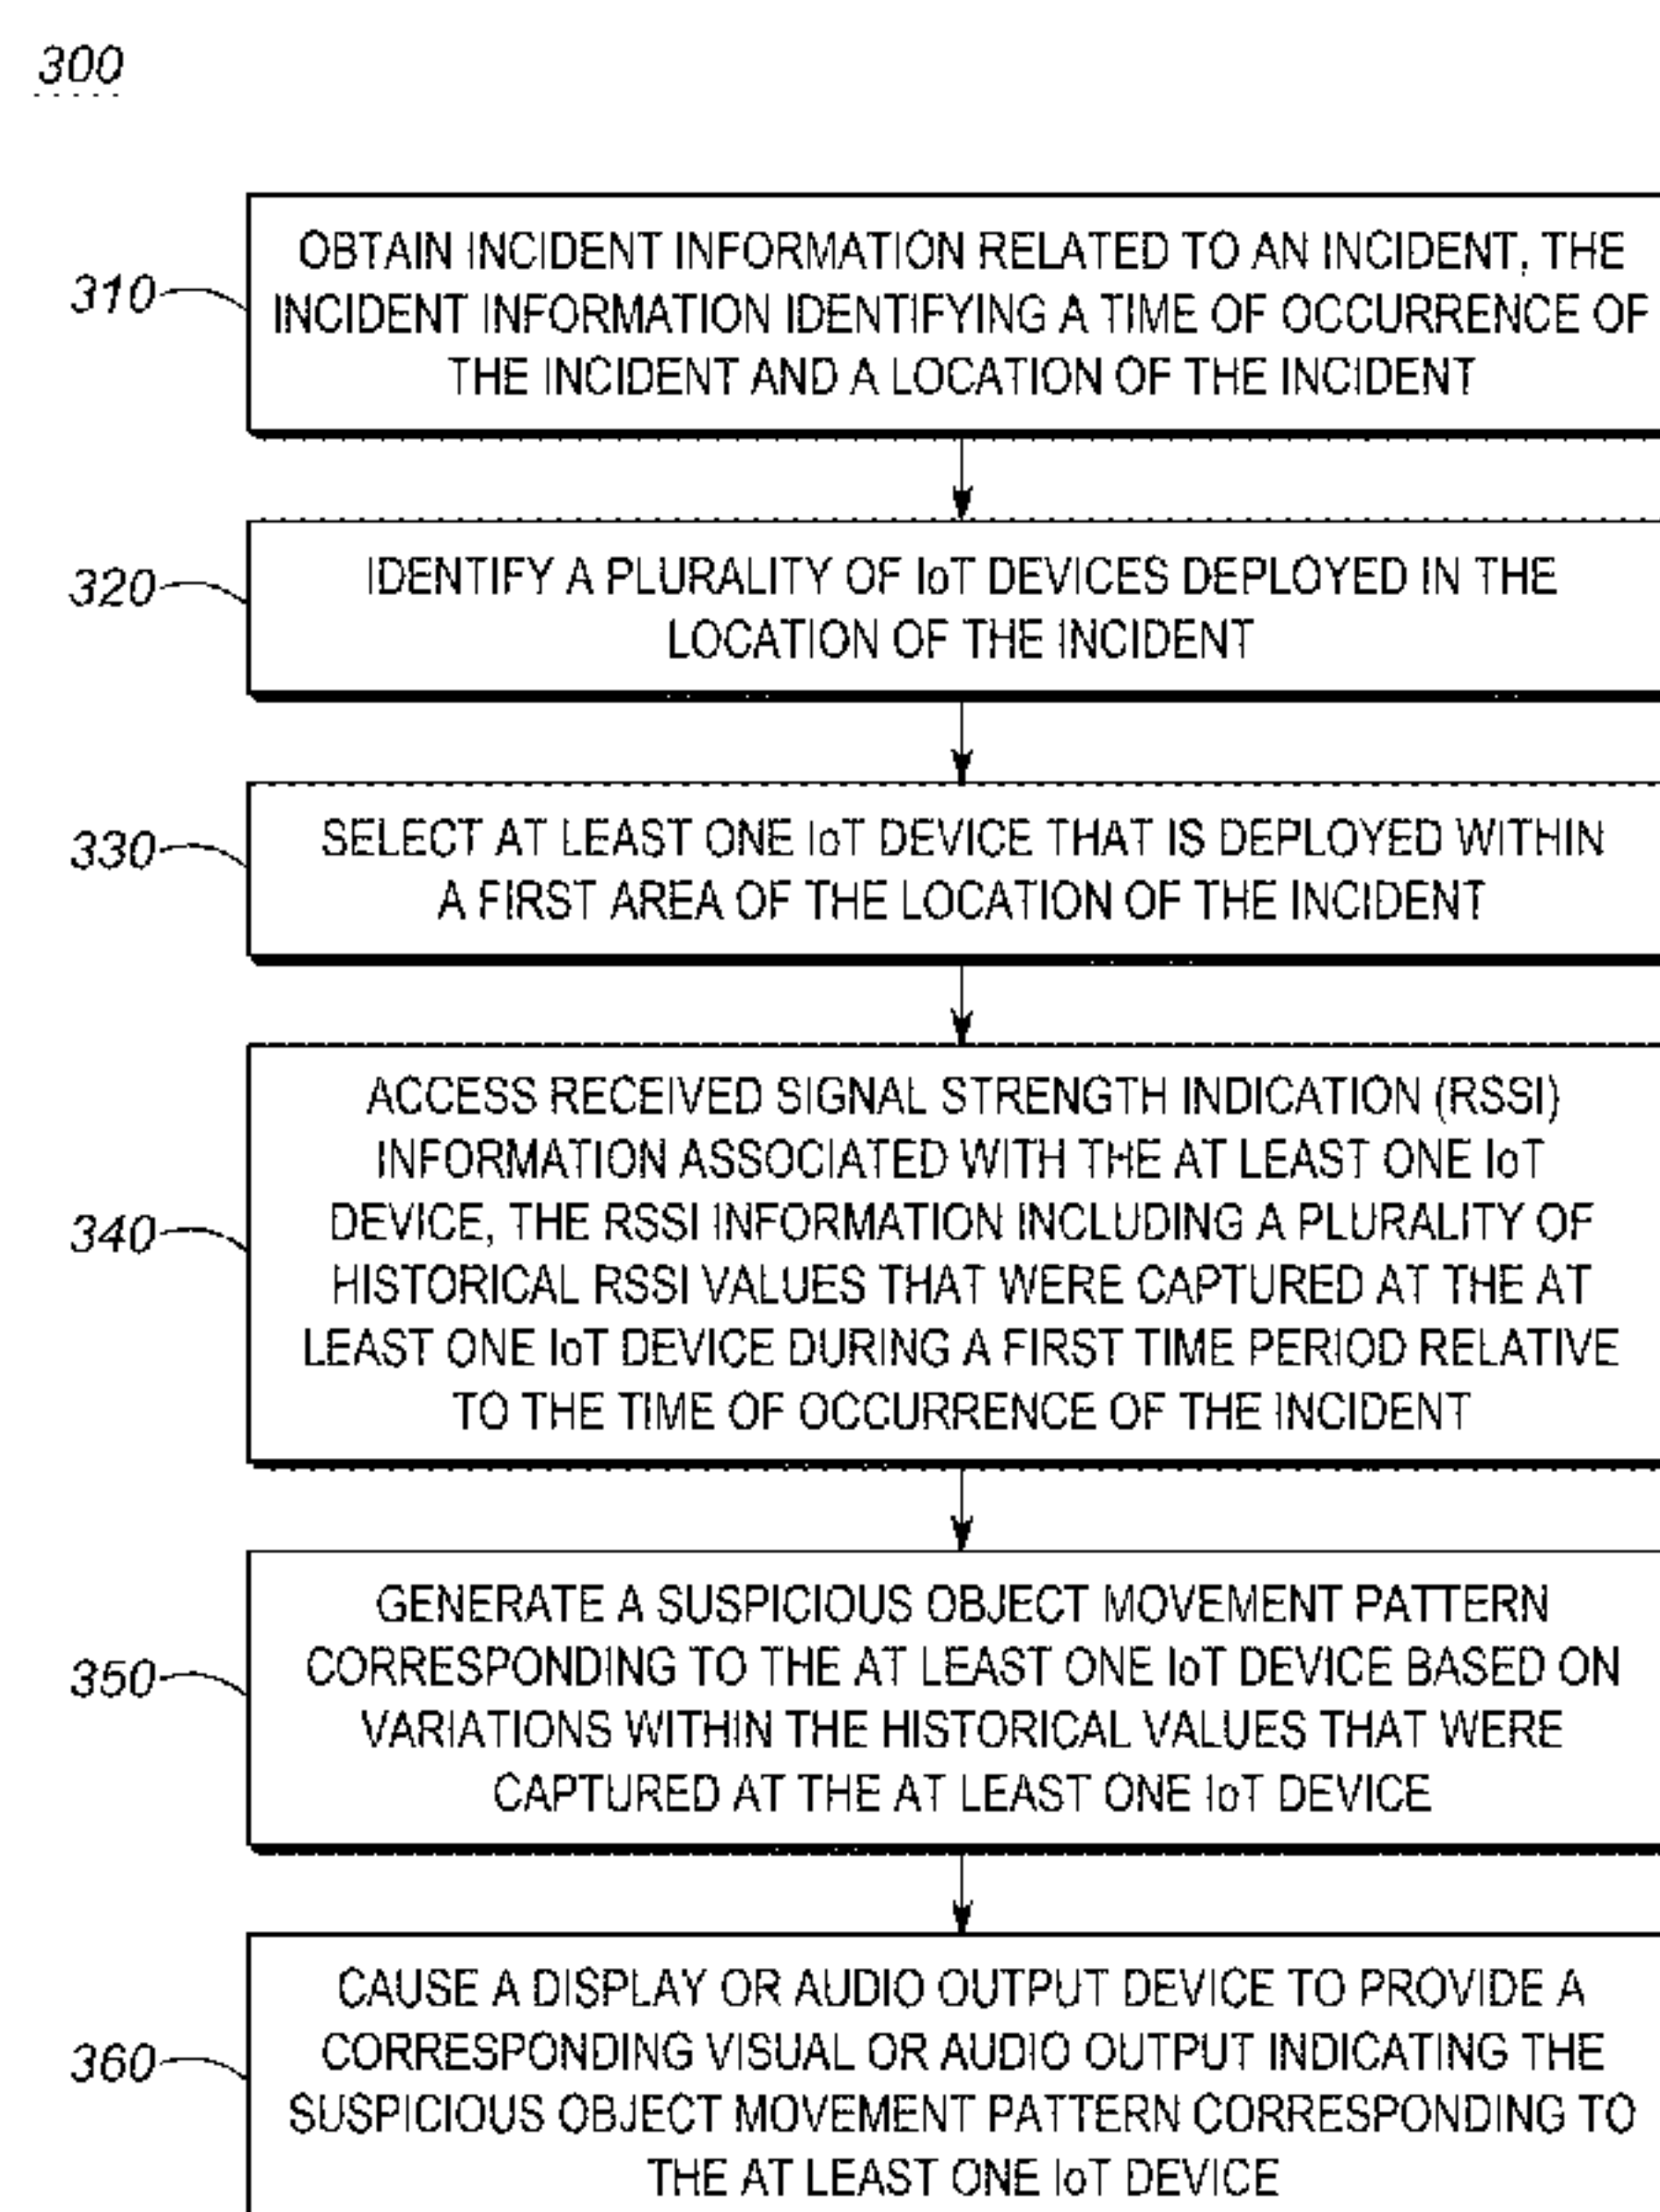 300
310
OBTAIN INCIDENT INFORMATION RELATED TO AN INCIDENT, THE
INCIDENT INFORMATION IDENTIFYING A TIME OF OCCURRENCE OF
THE INCIDENT AND A LOCATION OF THE INCIDENT
320
IDENTIFY A PLURALITY OF IoT DEVICES DEPLOYED IN THE
LOCATION OF THE INCIDENT
330
SELECT AT LEAST ONE IoT DEVICE THAT IS DEPLOYED WITHIN
A FIRST AREA OF THE LOCATION OF THE INCIDENT
340
ACCESS RECEIVED SIGNAL STRENGTH INDICATION (RSSI)
INFORMATION ASSOCIATED WITH THE AT LEAST ONE IoT
DEVICE, THE RSSI INFORMATION INCLUDING A PLURALITY OF
HISTORICAL RSSI VALUES THAT WERE CAPTURED AT THE AT
LEAST ONE IoT DEVICE DURING A FIRST TIME PERIOD RELATIVE
TO THE TIME OF OCCURRENCE OF THE INCIDENT
350
GENERATE A SUSPICIOUS OBJECT MOVEMENT PATTERN
CORRESPONDING TO THE AT LEAST ONE IoT DEVICE BASED ON
VARIATIONS WITHIN THE HISTORICAL VALUES THAT WERE
CAPTURED AT THE AT LEAST ONE IoT DEVICE
360
CAUSE A DISPLAY OR AUDIO OUTPUT DEVICE TO PROVIDE A
CORRESPONDING VISUAL OR AUDIO OUTPUT INDICATING THE
SUSPICIOUS OBJECT MOVEMENT PATTERN CORRESPONDING TO
THE AT LEAST ONE IoT DEVICE